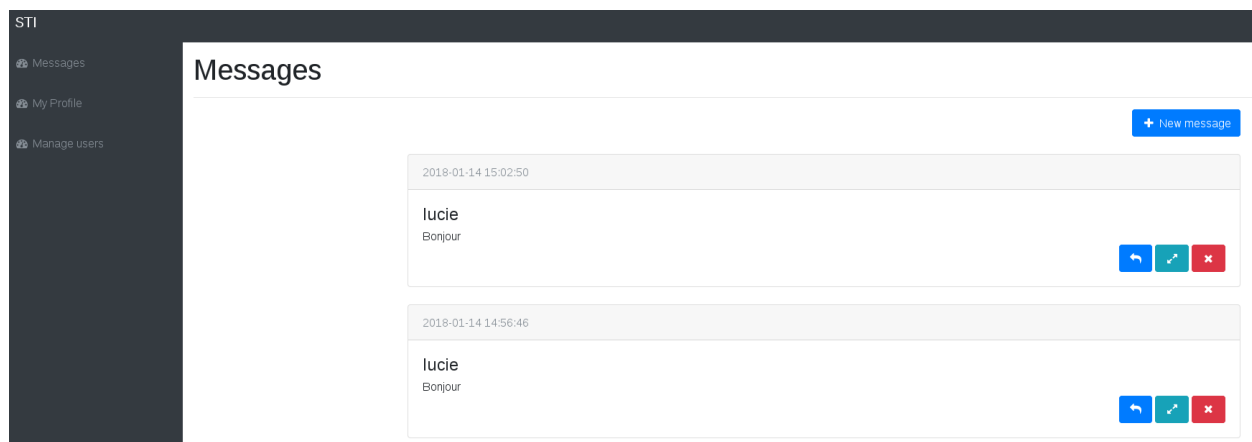 STI
Messages
My Profile
Manage users
Messages
New message
2018-01-14 15:02:50
lucie
Bonjour
2018-01-14 14:56:46
lucie
Bonjour